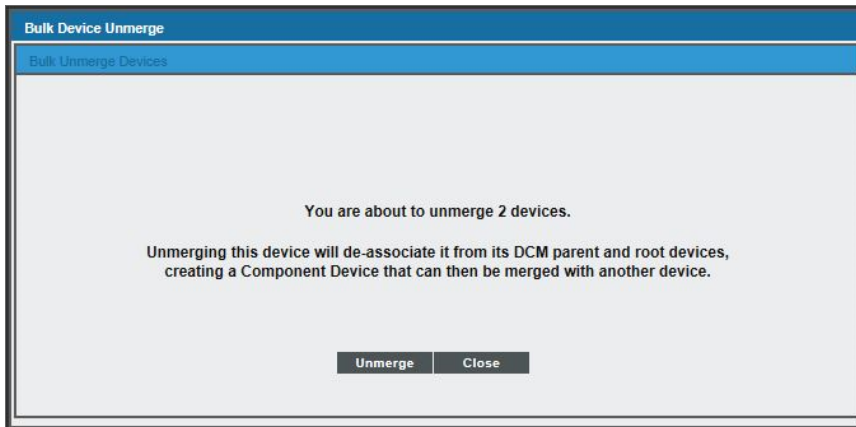 Bulk Device Unmerge
Bulk Unmerge Devices
You are about to unmerge 2 devices.
Unmerging this device will de-associate it from its DCM parent and root devices,
creating a Component Device that can then be merged with another device.
Unmerge Close